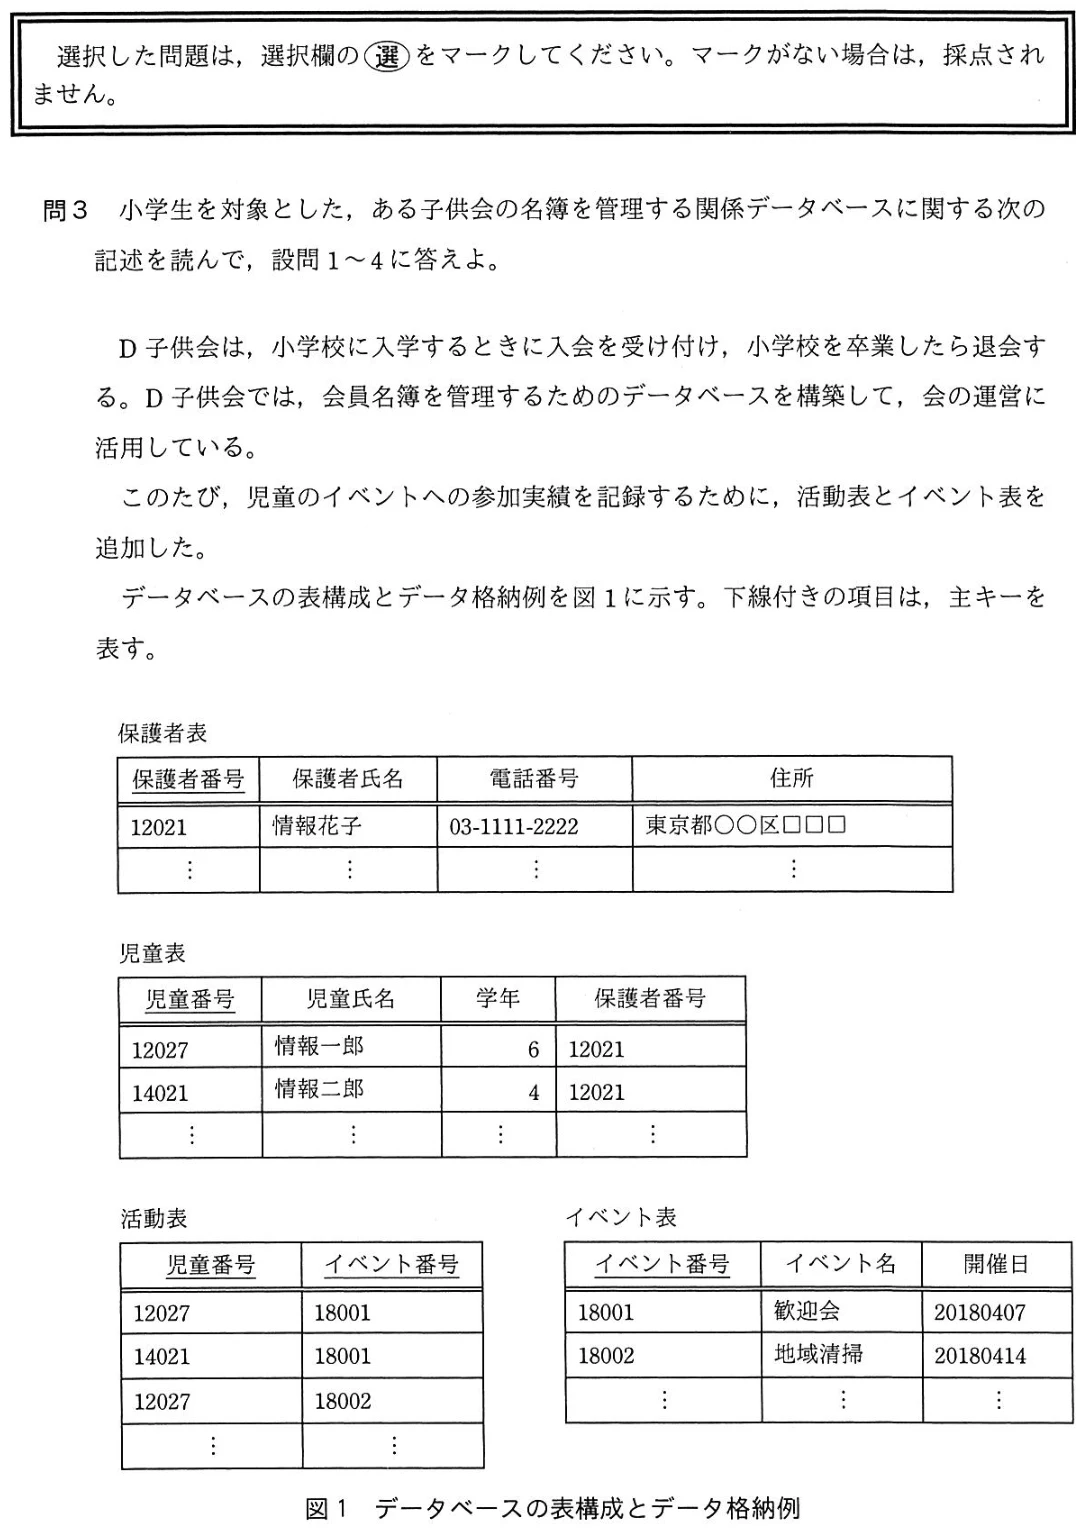 選択した問題は，選択欄の選をマークしてください。マークがない場合は，採点され
ません。
問3　小学生を対象とした，ある子供会の名簿を管理する関係データベースに関する次の
記述を読んで，設問1～4に答えよ。
D 子供会は，小学校に入学するときに入会を受け付け，小学校を卒業したら退会す
る。D 子供会では，会員名簿を管理するためのデータベースを構築して，会の運営に
活用している。
このたび，児童のイベントへの参加実績を記録するために，活動表とイベント表を
追加した。
データベースの表構成とデータ格納例を図1に示す。下線付きの項目は，主キーを
表す。
保護者表
保護者番号　保護者氏名　電話番号　住所
12021　情報花子　03-1111-2222　東京都〇〇区□□□
⋮　⋮　⋮　⋮
児童表
児童番号　児童氏名　学年　保護者番号
12027　情報一郎　6　12021
14021　情報二郎　4　12021
⋮　⋮　⋮　⋮
活動表
児童番号　イベント番号
12027　18001
14021　18001
12027　18002
⋮　⋮
イベント表
イベント番号　イベント名　開催日
18001　歓迎会　20180407
18002　地域清掃　20180414
⋮　⋮　⋮
図1　データベースの表構成とデータ格納例